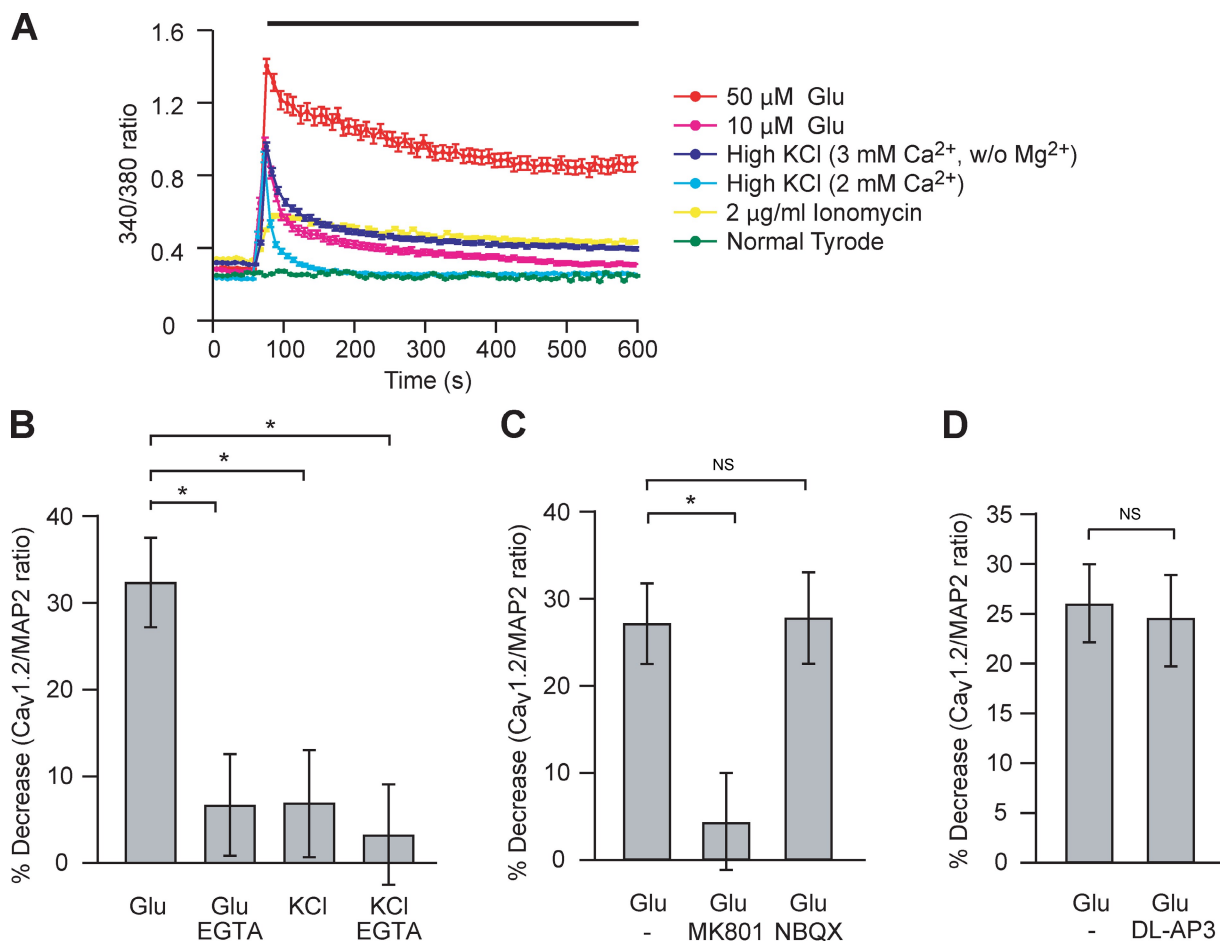 A
1.6
1.2
0.8
0.4
0
340/380 ratio
0 100 200 300 400 500 600
Time (s)
50 µM Glu
10 µM Glu
High KCl (3 mM Ca2+, w/o Mg2+)
High KCl (2 mM Ca2+)
2 µg/ml Ionomycin
Normal Tyrode
B
*
*
*
40
30
20
10
0
% Decrease (Cav1.2/MAP2 ratio)
Glu Glu KCl KCl
EGTA EGTA
C
NS
*
40
30
20
10
0
% Decrease (Cav1.2/MAP2 ratio)
Glu Glu Glu
- MK801 NBQX
D
NS
35
30
25
20
15
10
5
0
% Decrease (Cav1.2/MAP2 ratio)
Glu Glu
- DL-AP3